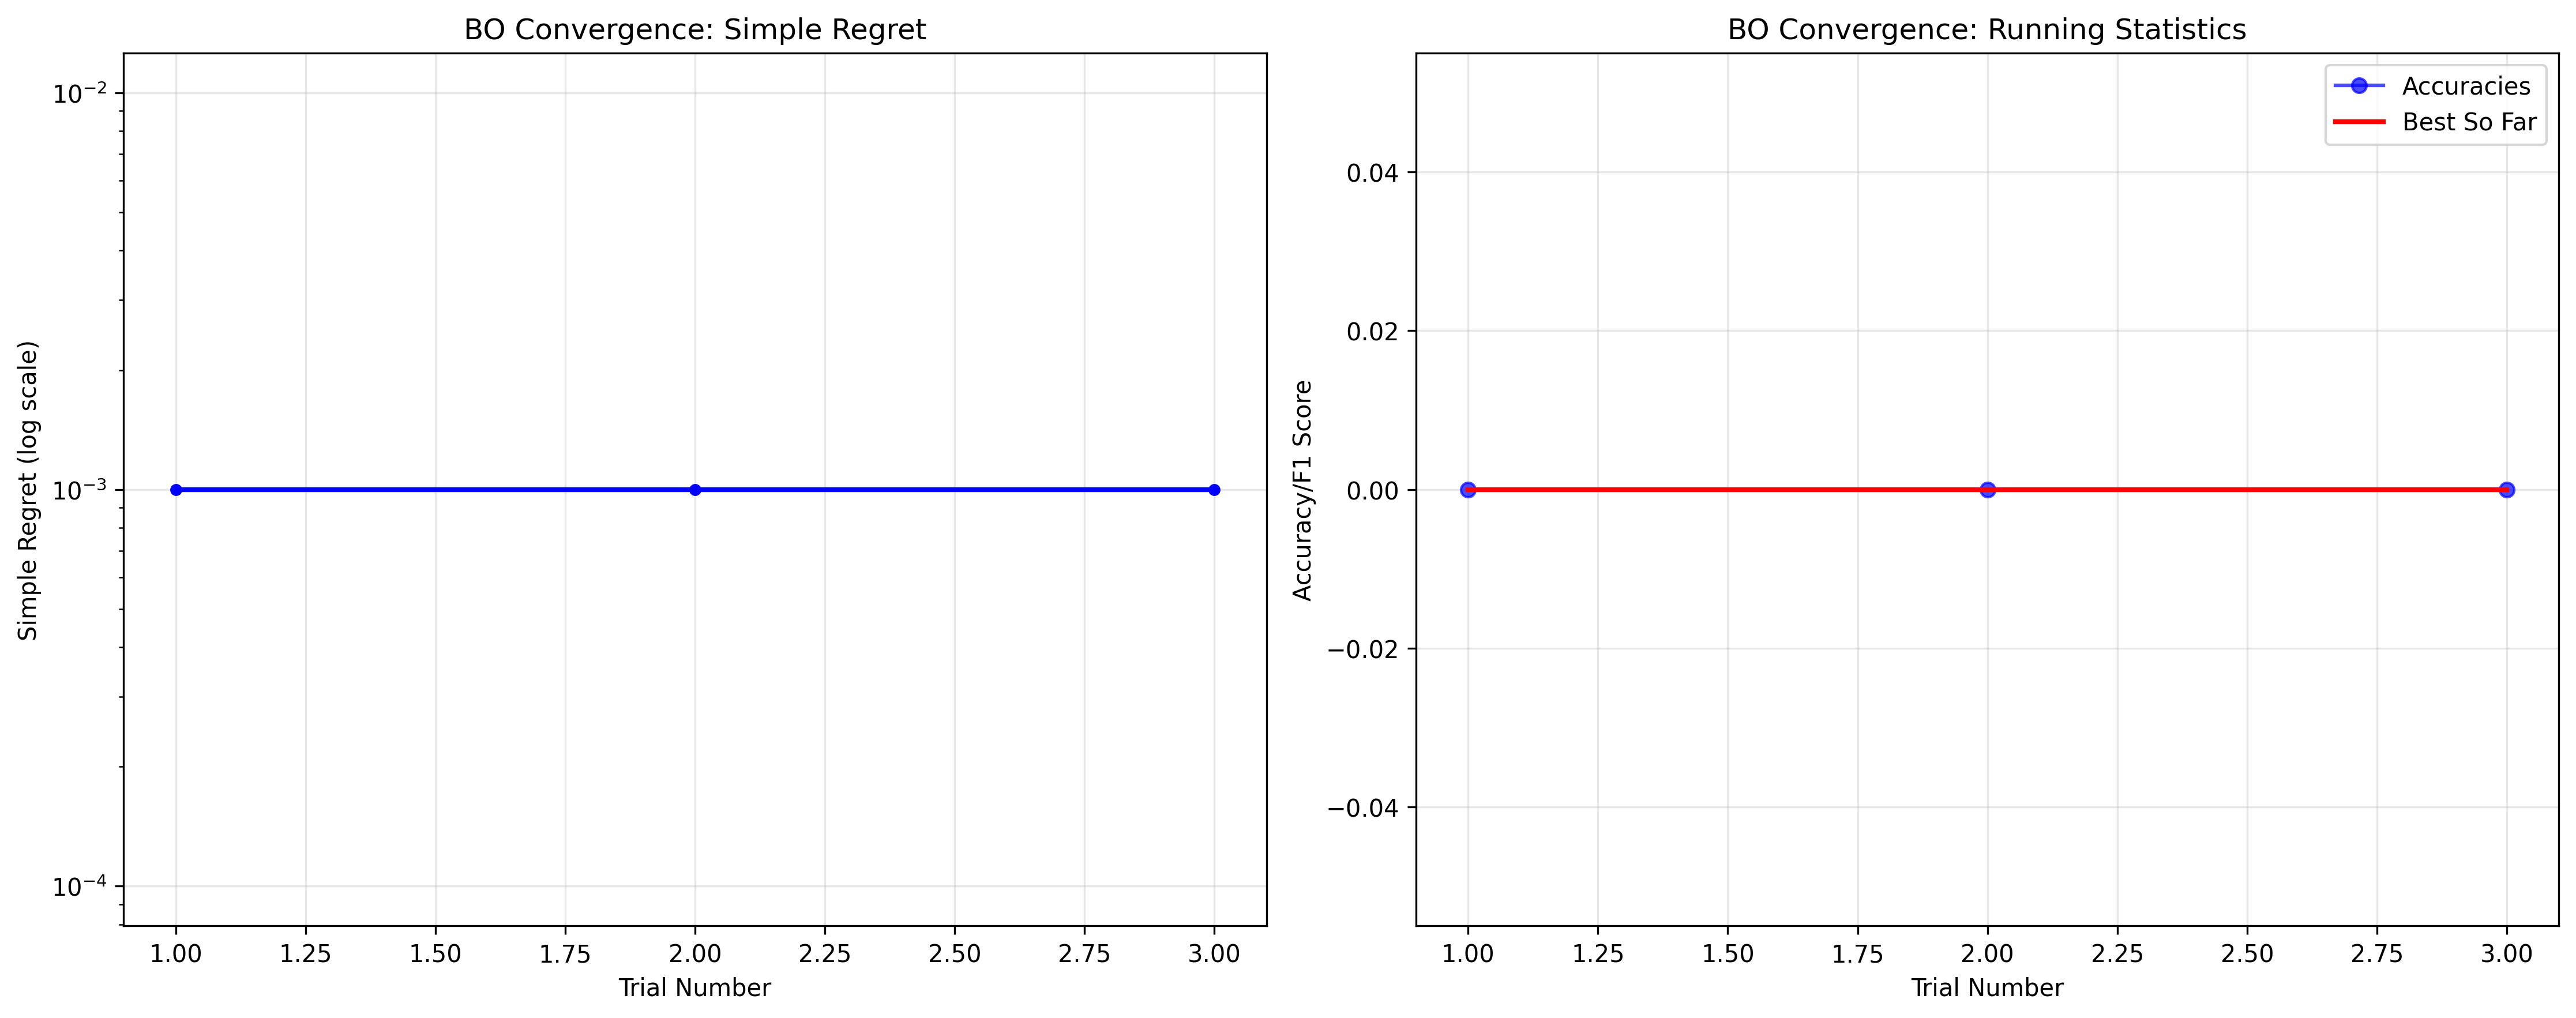 BO Convergence: Simple Regret
Simple Regret (log scale)
10⁻²
10⁻³
10⁻⁴
1.00 1.25 1.50 1.75 2.00 2.25 2.50 2.75 3.00
Trial Number
BO Convergence: Running Statistics
Accuracies
Best So Far
Accuracy/F1 Score
0.04
0.02
0.00
−0.02
−0.04
1.00 1.25 1.50 1.75 2.00 2.25 2.50 2.75 3.00
Trial Number